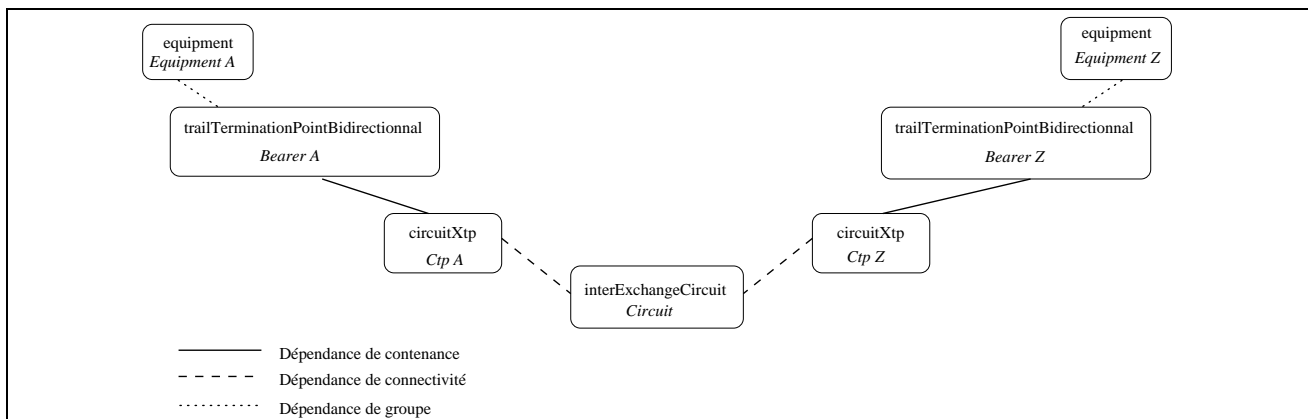 equipment
Equipment A
equipment
Equipment Z
trailTerminationPointBidirectionnal
Bearer A
trailTerminationPointBidirectionnal
Bearer Z
circuitXtp
Ctp A
circuitXtp
Ctp Z
interExchangeCircuit
Circuit
Dépendance de contenance
Dépendance de connectivité
Dépendance de groupe